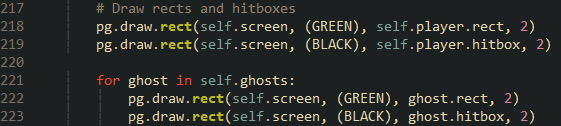 217 # Draw rects and hitboxes
218 pg.draw.rect(self.screen, (GREEN), self.player.rect, 2)
219 pg.draw.rect(self.screen, (BLACK), self.player.hitbox, 2)
220
221 for ghost in self.ghosts:
222 pg.draw.rect(self.screen, (GREEN), ghost.rect, 2)
223 pg.draw.rect(self.screen, (BLACK), ghost.hitbox, 2)